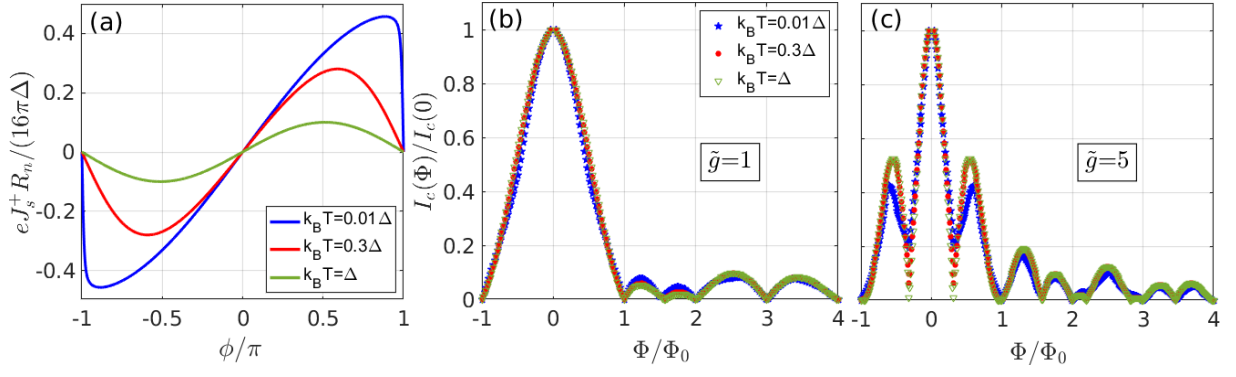 (a)
eJ_s^+ R_n/(16πΔ)
0.4
0.2
0
-0.2
-0.4
k_BT=0.01Δ
k_BT=0.3Δ
k_BT=Δ
-1
-0.5
0
0.5
1
ϕ/π
(b)
I_c(Φ)/I_c(0)
1
0.8
0.6
0.4
0.2
0
k_BT=0.01Δ
k_BT=0.3Δ
k_BT=Δ
g̃=1
-1
0
1
2
3
4
Φ/Φ_0
(c)
g̃=5
-1
0
1
2
3
4
Φ/Φ_0